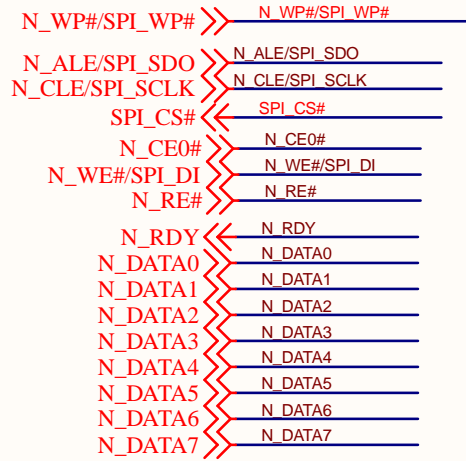 N_WP#/SPI_WP# N_WP#/SPI_WP#
N_ALE/SPI_SDO N_ALE/SPI_SDO
N_CLE/SPI_SCLK N_CLE/SPI_SCLK
SPI_CS# SPI_CS#
N_CE0# N_CE0#
N_WE#/SPI_DI N_WE#/SPI_DI
N_RE# N_RE#
N_RDY N_RDY
N_DATA0 N_DATA0
N_DATA1 N_DATA1
N_DATA2 N_DATA2
N_DATA3 N_DATA3
N_DATA4 N_DATA4
N_DATA5 N_DATA5
N_DATA6 N_DATA6
N_DATA7 N_DATA7